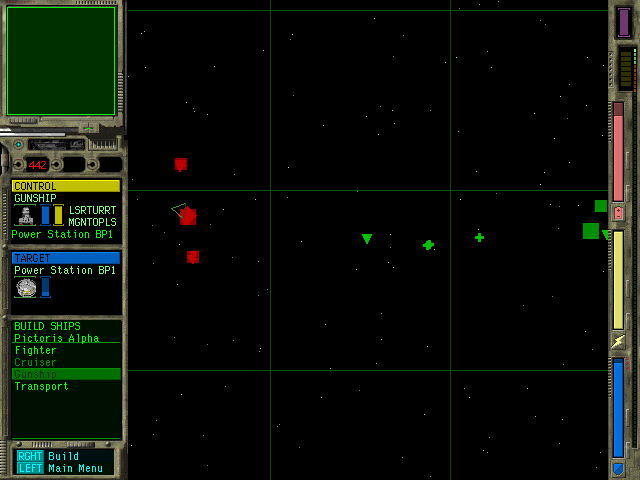 442
CONTROL
GUNSHIP
LSRTURRT
MGNTOPLS
Power Station BP1
TARGET
Power Station BP1
BUILD SHIPS
Pictoris Alpha
Fighter
Cruiser
Gunship
Transport
RGHT Build
LEFT Main Menu